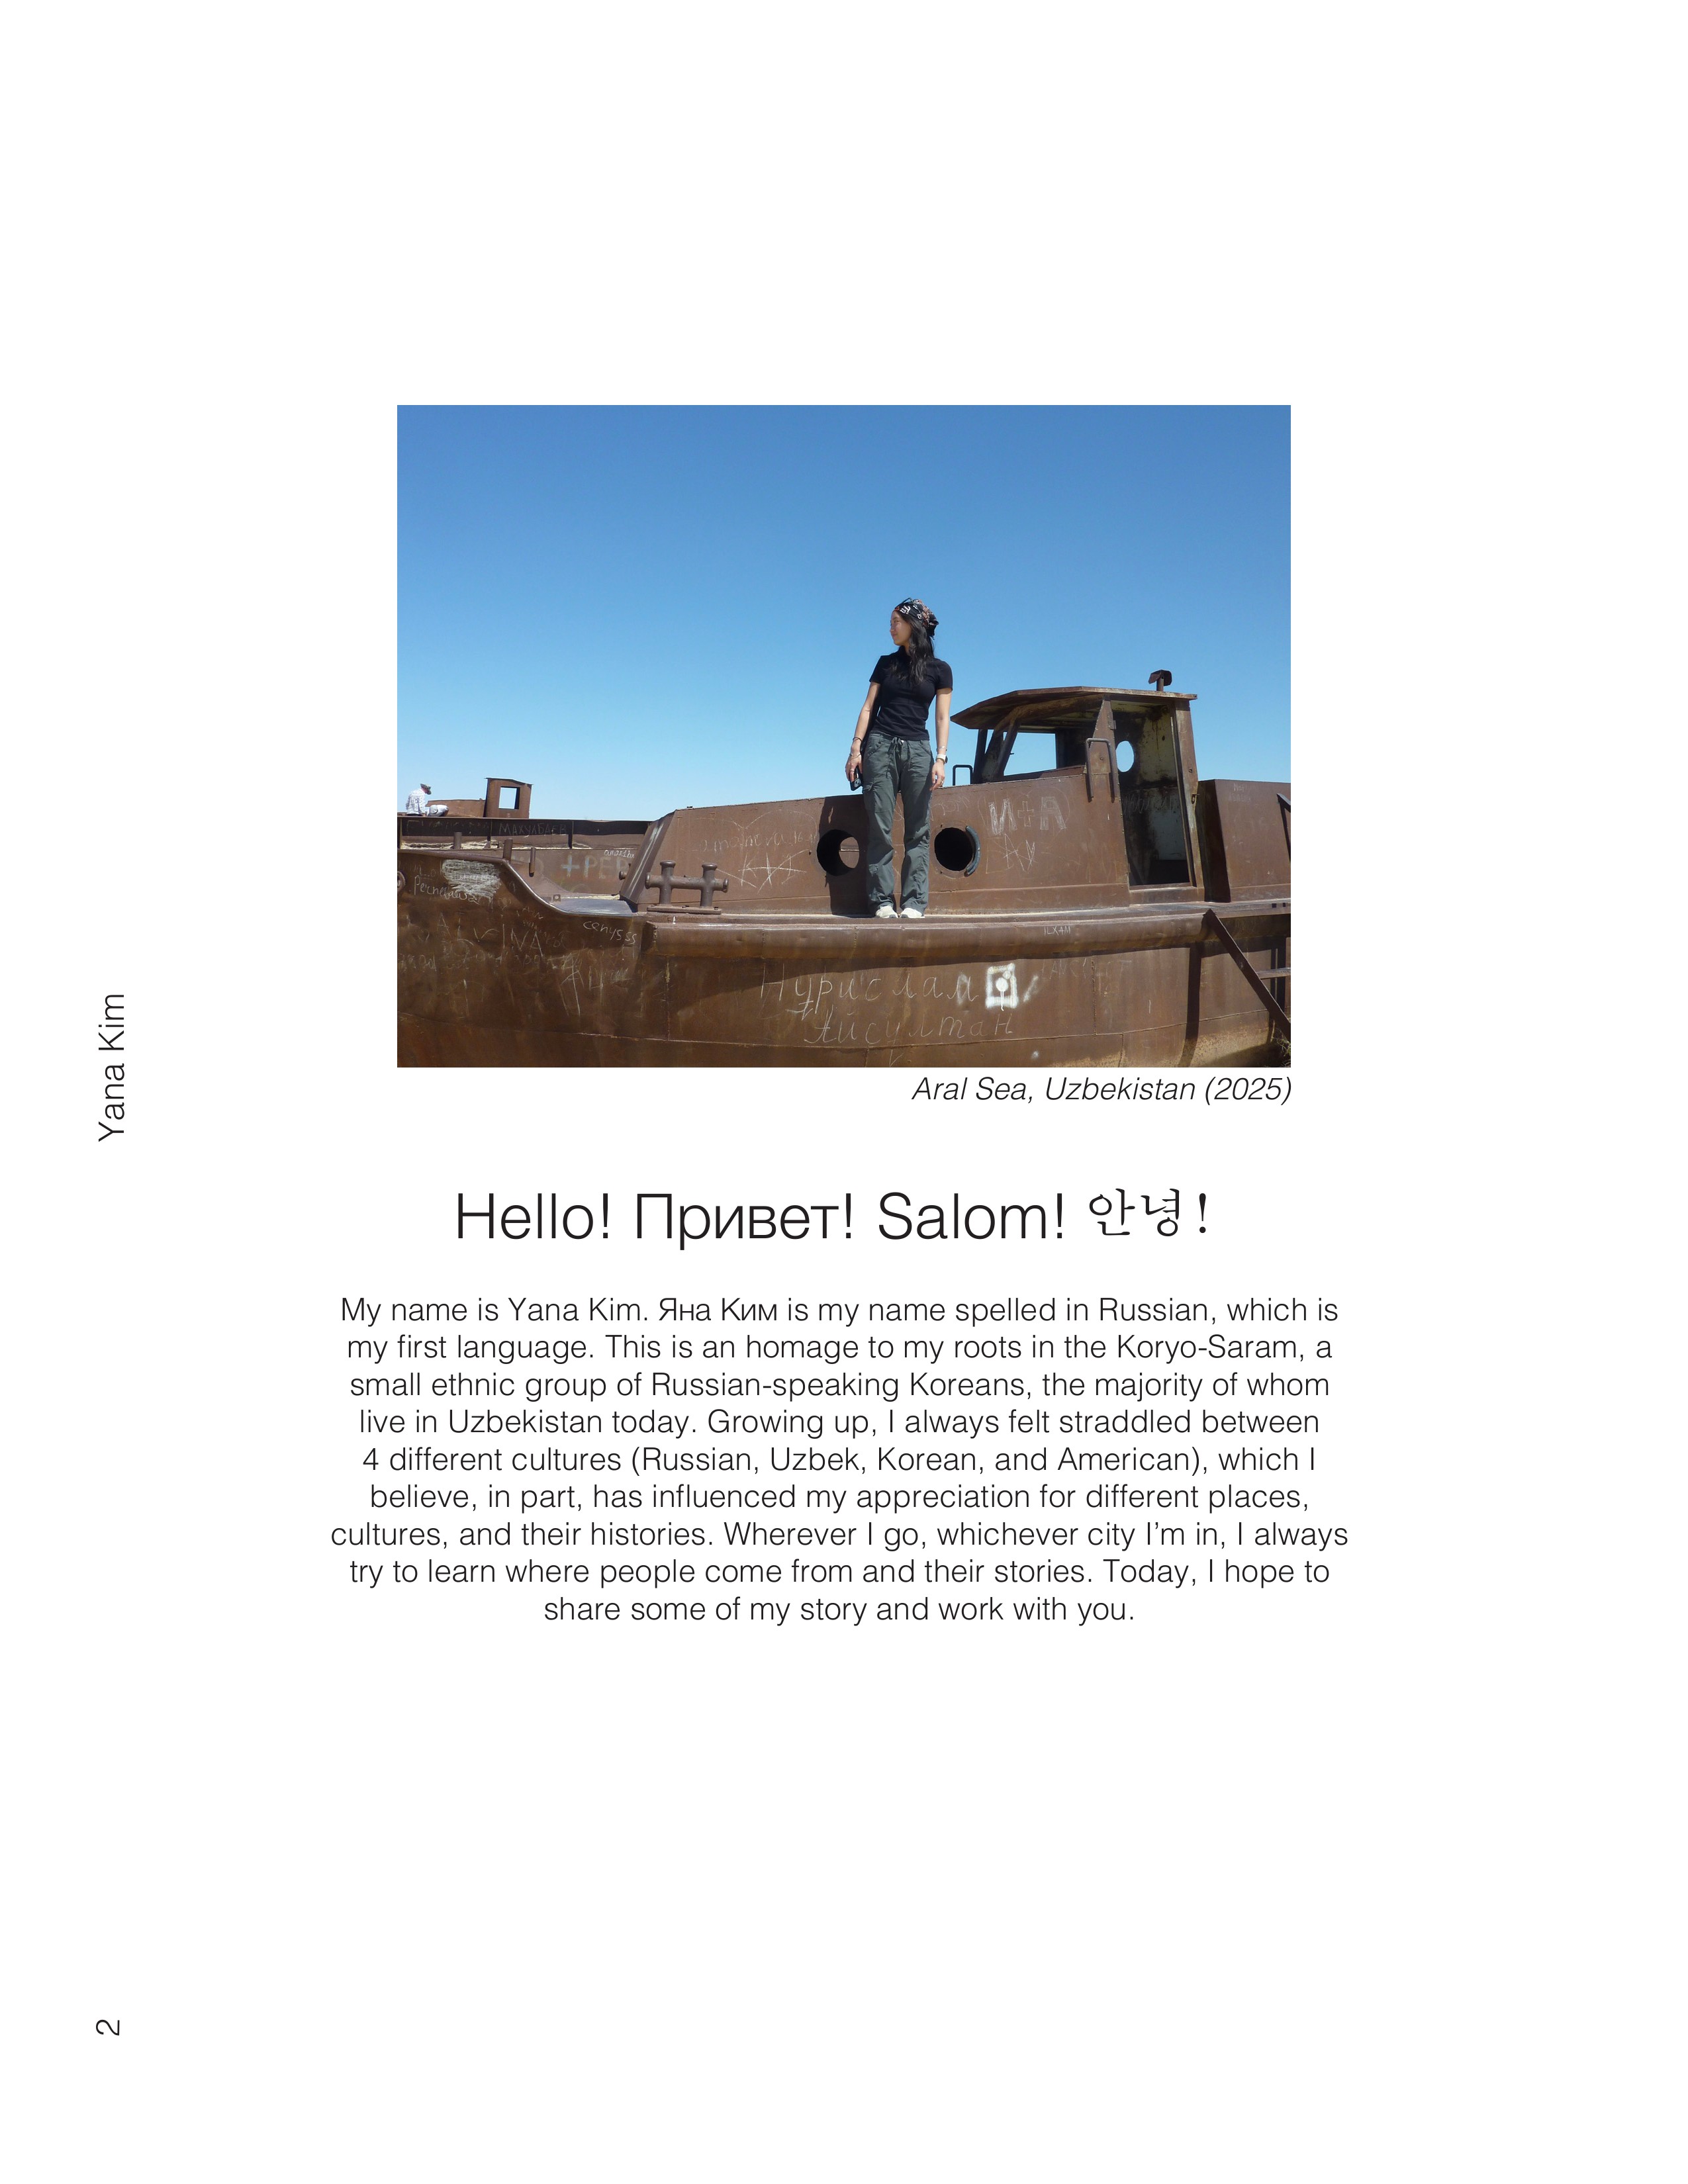 Yana Kim
И+Я
Нурислам
Айсултан
Aral Sea, Uzbekistan (2025)
Hello! Привет! Salom! 안녕!
My name is Yana Kim. Яна Ким is my name spelled in Russian, which is
my first language. This is an homage to my roots in the Koryo-Saram, a
small ethnic group of Russian-speaking Koreans, the majority of whom
live in Uzbekistan today. Growing up, I always felt straddled between
4 different cultures (Russian, Uzbek, Korean, and American), which I
believe, in part, has influenced my appreciation for different places,
cultures, and their histories. Wherever I go, whichever city I’m in, I always
try to learn where people come from and their stories. Today, I hope to
share some of my story and work with you.
2